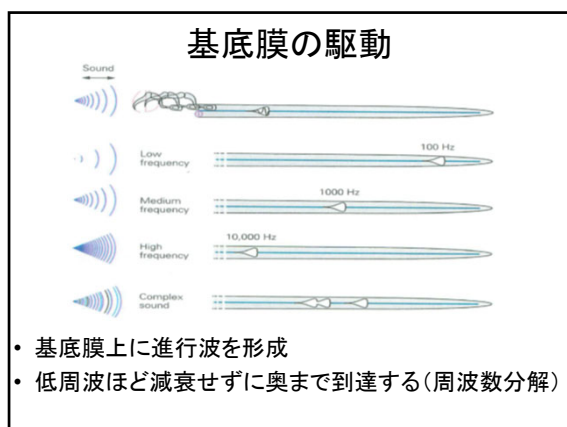 基底膜の駆動
Sound
Low
frequency
100 Hz
Medium
frequency
1000 Hz
High
frequency
10,000 Hz
Complex
sound
• 基底膜上に進行波を形成
• 低周波ほど減衰せずに奥まで到達する(周波数分解)